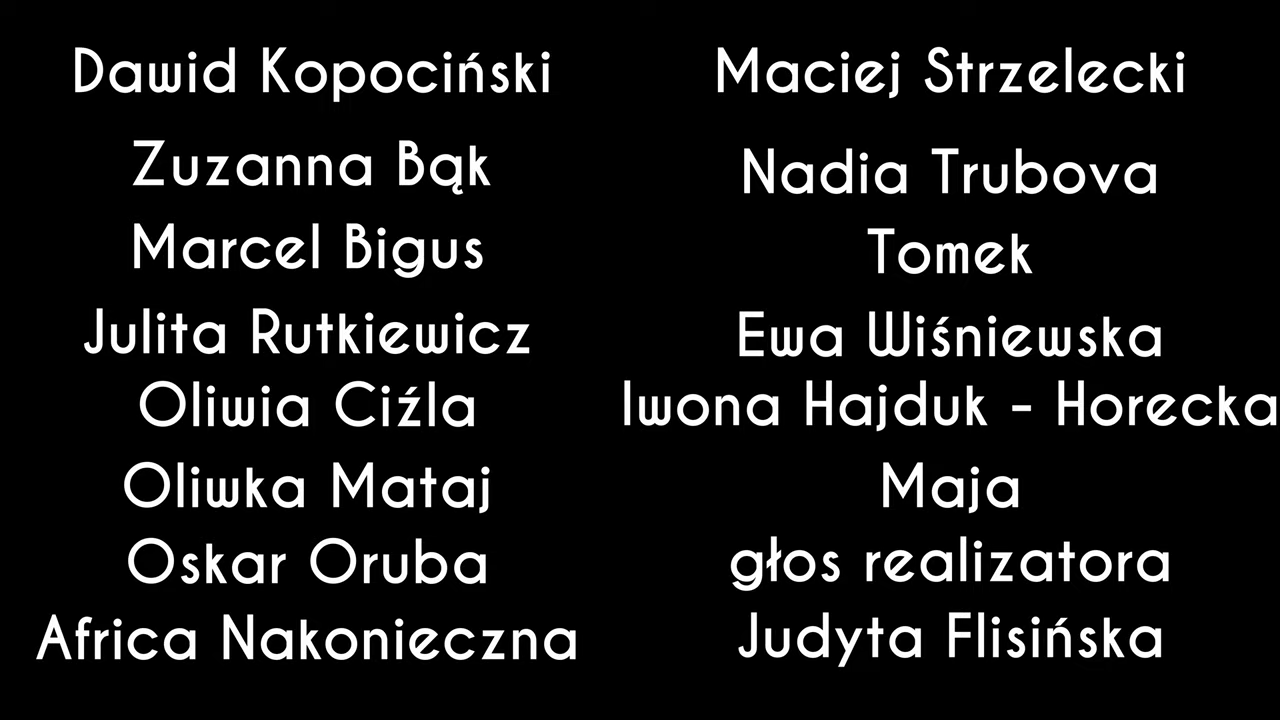 Dawid Kopociński
Zuzanna Bąk
Marcel Bigus
Julita Rutkiewicz
Oliwia Ciźla
Oliwka Mataj
Oskar Oruba
Africa Nakonieczna
Maciej Strzelecki
Nadia Trubova
Tomek
Ewa Wiśniewska
Iwona Hajduk - Horecka
Maja
głos realizatora
Judyta Flisińska